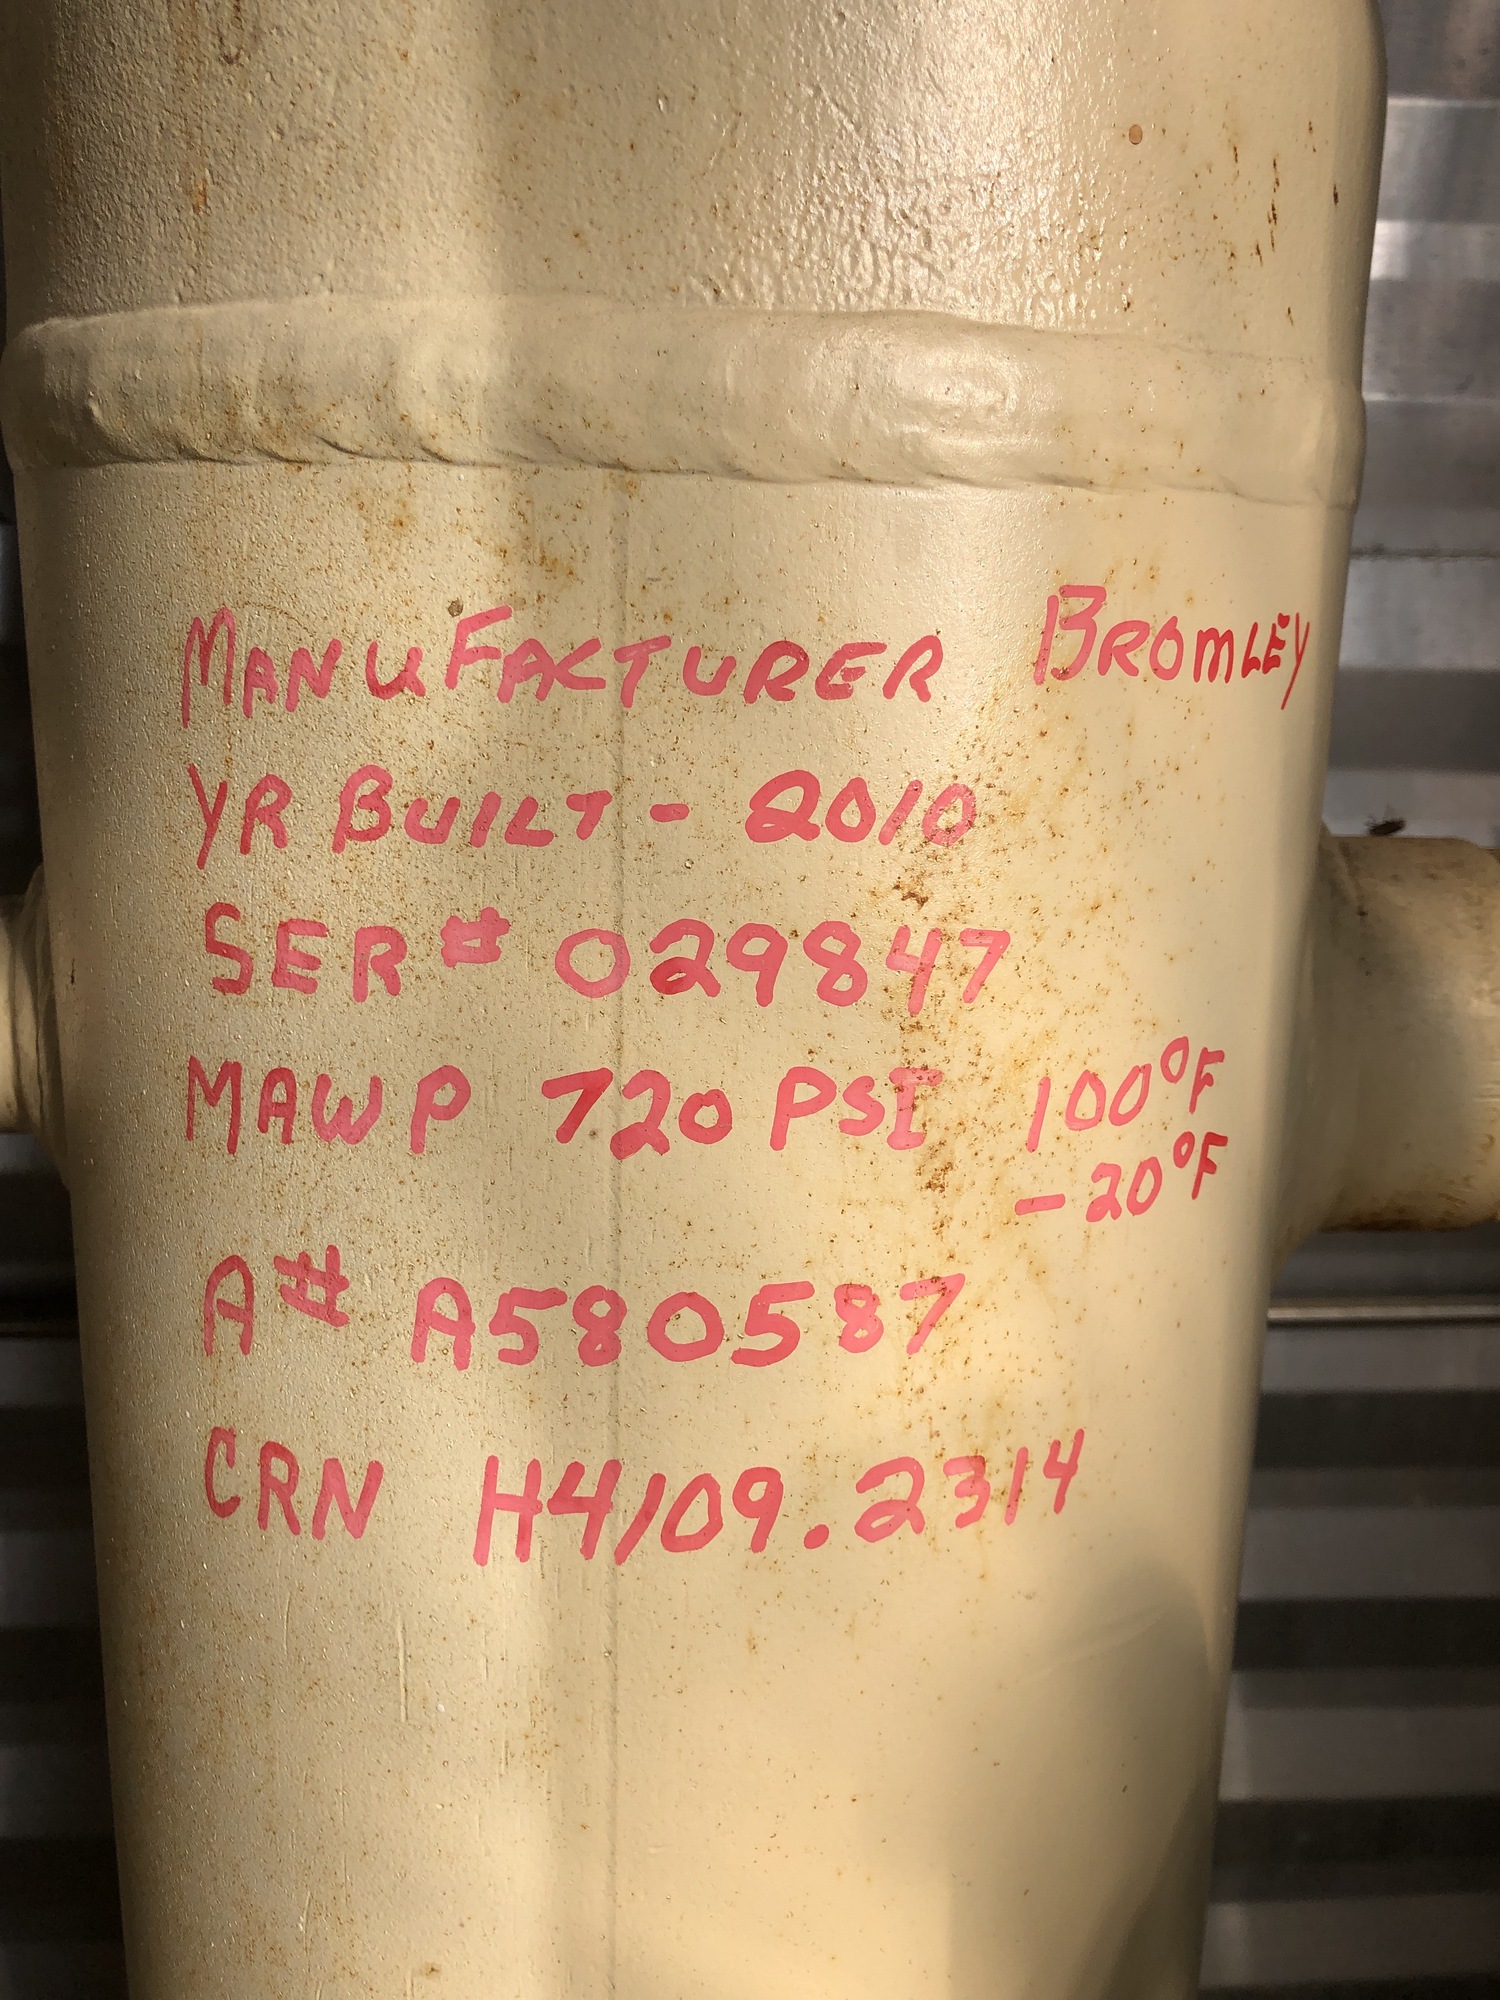 MANUFACTURER BROMLEY
YR BUILT - 2010
SER# 029847
MAWP 720 PSI 100°F
-20°F
A# A580587
CRN H4109.2314